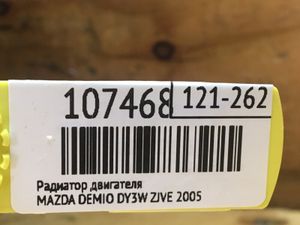 107468 121-262
Радиатор двигателя
MAZDA DEMIO DY3W ZJVE 2005